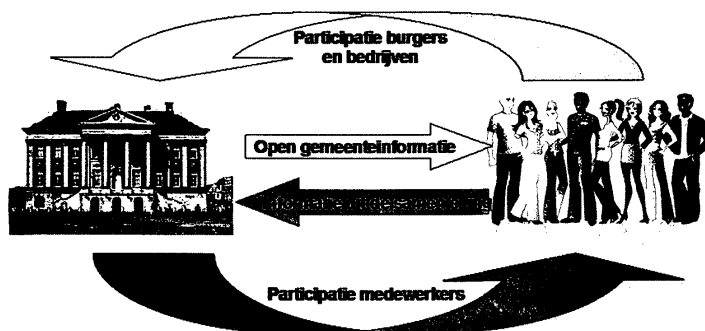 Participatie burgers
en bedrijven
Open gemeenteinformatie
Participatie medewerkers